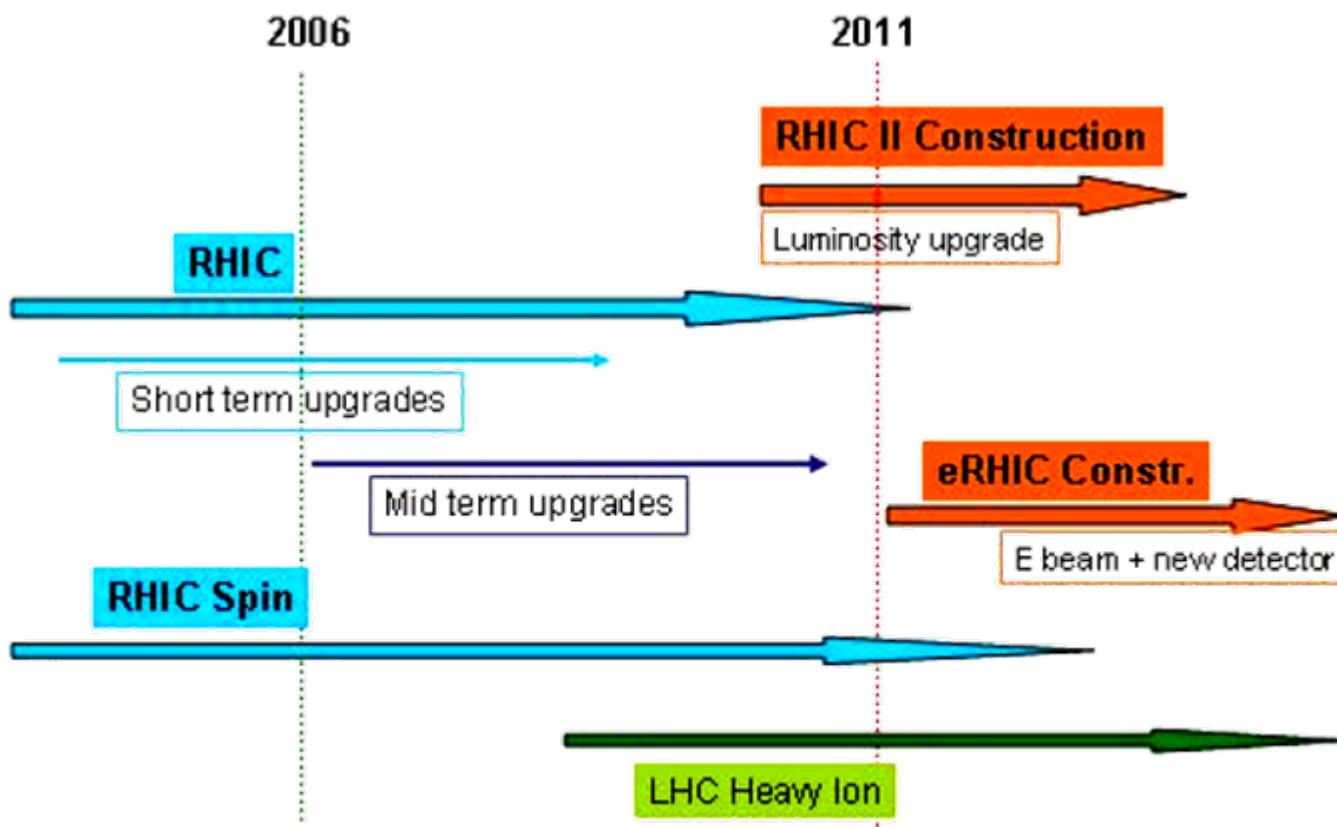 2006
2011
RHIC II Construction
Luminosity upgrade
RHIC
Short term upgrades
Mid term upgrades
eRHIC Constr.
E beam + new detector
RHIC Spin
LHC Heavy Ion